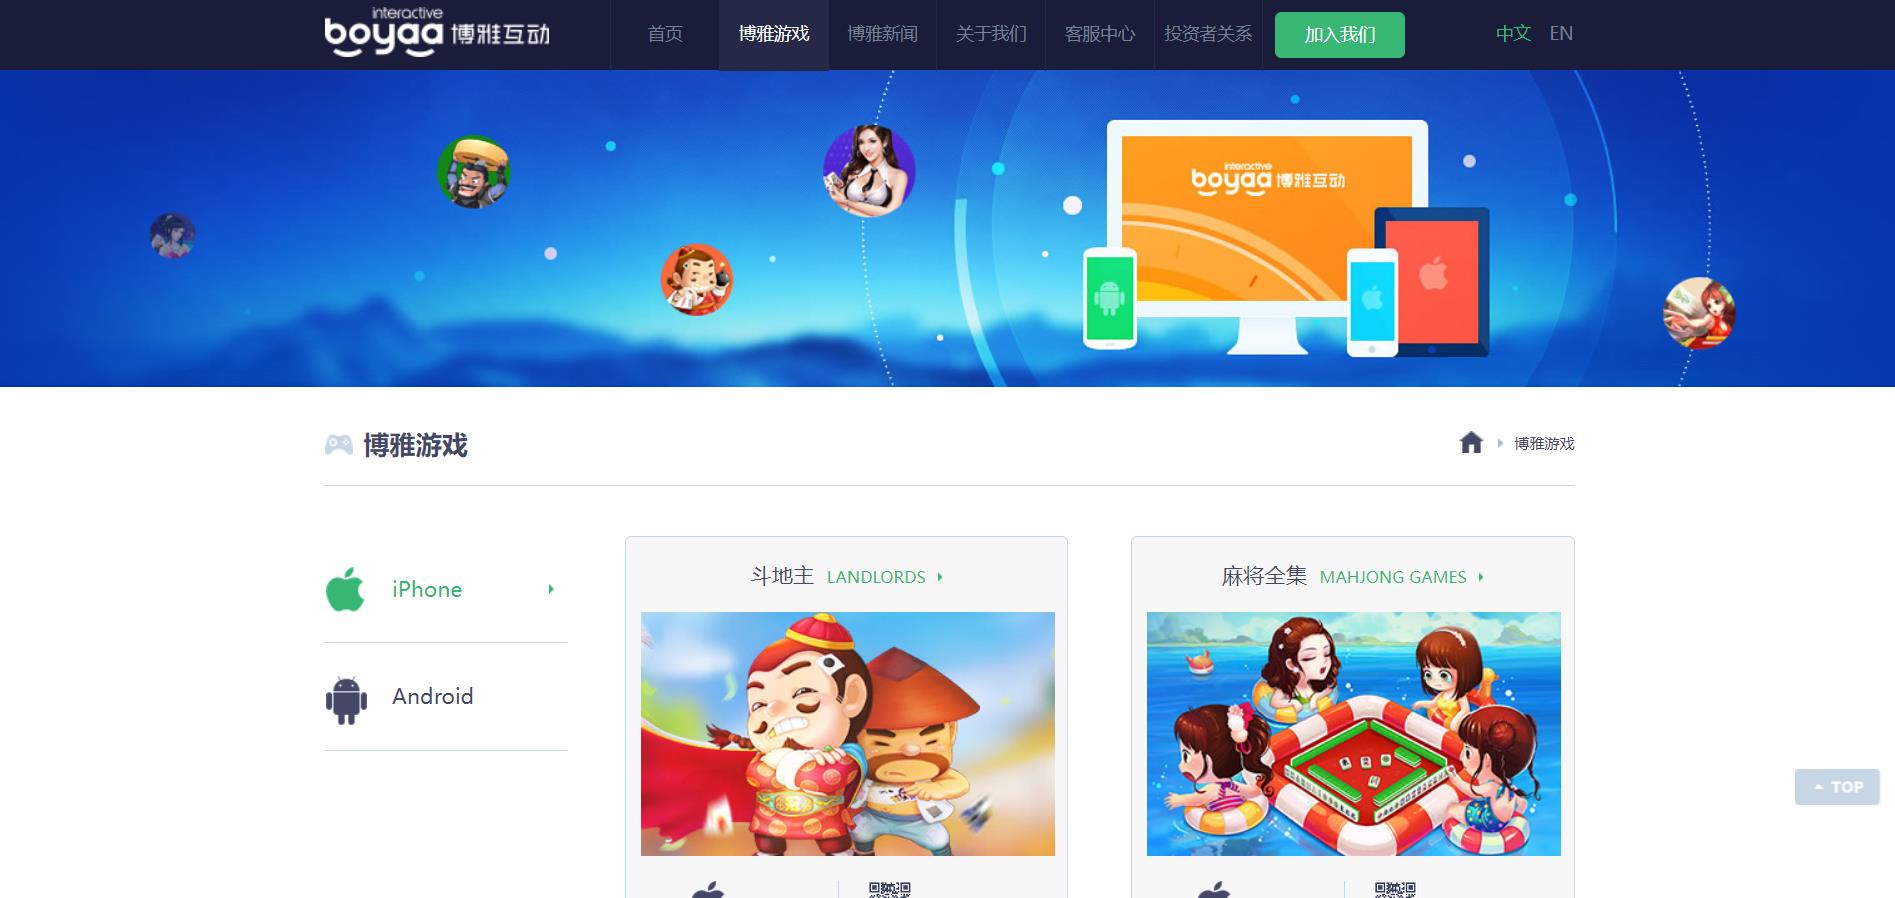 interactive
boyaa 博雅互动
首页
博雅游戏
博雅新闻
关于我们
客服中心
投资者关系
加入我们
中文
EN
interactive
boyaa 博雅互动
博雅游戏
博雅游戏
iPhone
Android
斗地主 LANDLORDS
麻将全集 MAHJONG GAMES
TOP